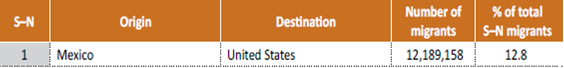 S–N Origin Destination Number of migrants % of total S–N migrants
1 Mexico United States 12,189,158 12.8